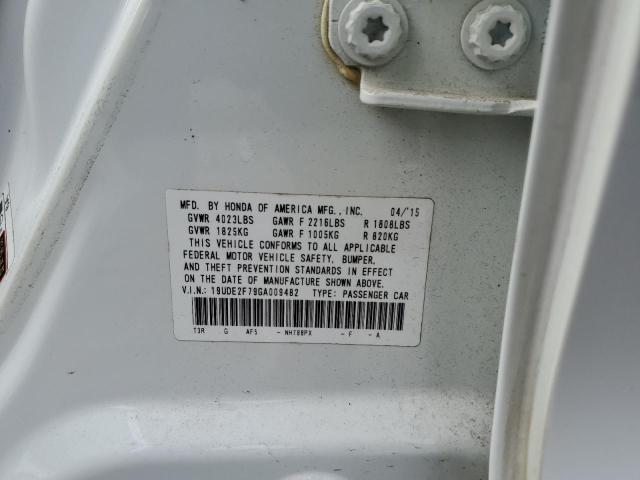 MFD. BY HONDA OF AMERICA MFG., INC. 04/'15
GVWR 4023LBS GAWR F 2216LBS R 1808LBS
GVWR 1825KG GAWR F 1005KG R 820KG
THIS VEHICLE CONFORMS TO ALL APPLICABLE
FEDERAL MOTOR VEHICLE SAFETY, BUMPER,
AND THEFT PREVENTION STANDARDS IN EFFECT
ON THE DATE OF MANUFACTURE SHOWN ABOVE.
V.I.N.: 19UDE2F79GA009482 TYPE: PASSENGER CAR
T3R G AF5 - NH788PX - F - A